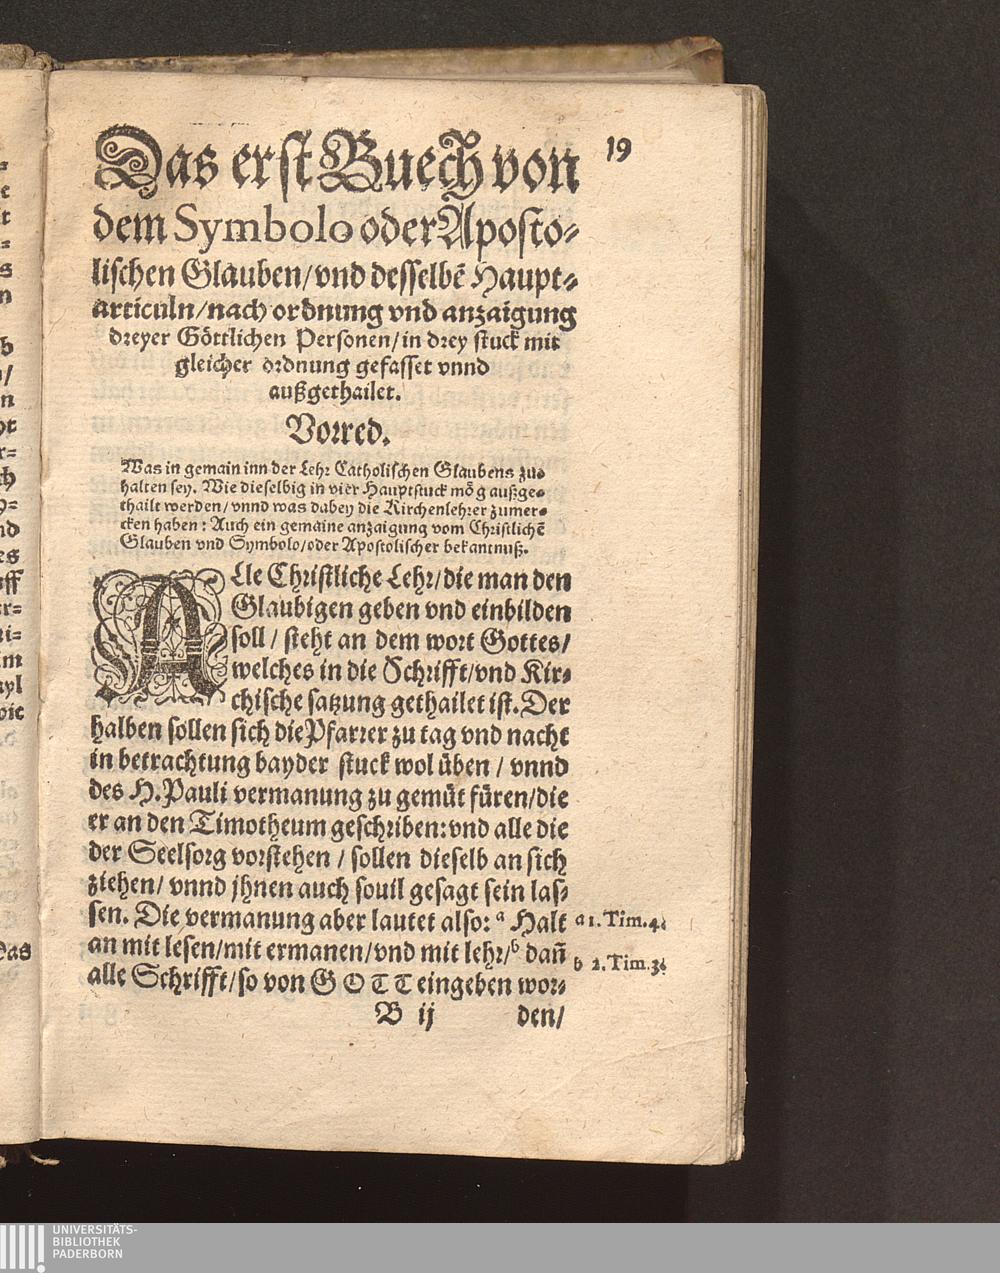 19
Das erst Buech von
dem Symbolo oder Aposto-
lischen Glauben/vnd desselbē Haupt-
articuln/nach ordnung vnd anzaigung
dreyer Göttlichen Personen/in drey stuck mit
gleicher ordnung gefasset vnnd
außgethailet.
Vorred.
Was in gemain inn der Lehr Catholischen Glaubens zu-
halten sey. Wie dieselbig in vier Hauptstuck mög außge-
thailt werden/vnnd was dabey die Kirchenlehrer zumer-
cken haben: Auch ein gemaine anzaigung vom Christlichē
Glauben vnd Symbolo/oder Apostolischer bekantnuß.
ALle Christliche Lehr/die man den
Glaubigen geben vnd einbilden
soll/ steht an dem wort Gottes/
welches in die Schrifft/vnd Kir-
chische satzung gethailet ist. Der
halben sollen sich die Pfarrer zu tag vnd nacht
in betrachtung bayder stuck wol üben / vnnd
des H. Pauli vermanung zu gemüt füren/die
er an den Timotheum geschriben: vnd alle die
der Seelsorg vorstehen / sollen dieselb an sich
ziehen/ vnnd jhnen auch souil gesagt sein las-
sen. Die vermanung aber lautet also: a Halt
a 1. Tim. 4.
an mit lesen/mit ermanen/vnd mit lehr/b dañ
b 2. Tim. 3.
alle Schrifft/so von GOTT eingeben wor-
B ij den/
Das
UNIVERSITÄTS-
BIBLIOTHEK
PADERBORN